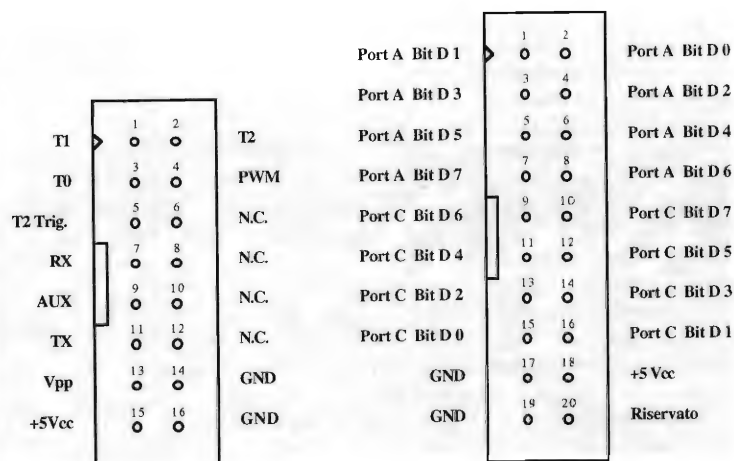 T1 1 2 T2
T0 3 4 PWM
T2 Trig. 5 6 N.C.
RX 7 8 N.C.
AUX 9 10 N.C.
TX 11 12 N.C.
Vpp 13 14 GND
+5Vcc 15 16 GND
Port A Bit D 1 1 2 Port A Bit D 0
Port A Bit D 3 3 4 Port A Bit D 2
Port A Bit D 5 5 6 Port A Bit D 4
Port A Bit D 7 7 8 Port A Bit D 6
Port C Bit D 6 9 10 Port C Bit D 7
Port C Bit D 4 11 12 Port C Bit D 5
Port C Bit D 2 13 14 Port C Bit D 3
Port C Bit D 0 15 16 Port C Bit D 1
GND 17 18 +5 Vcc
GND 19 20 Riservato